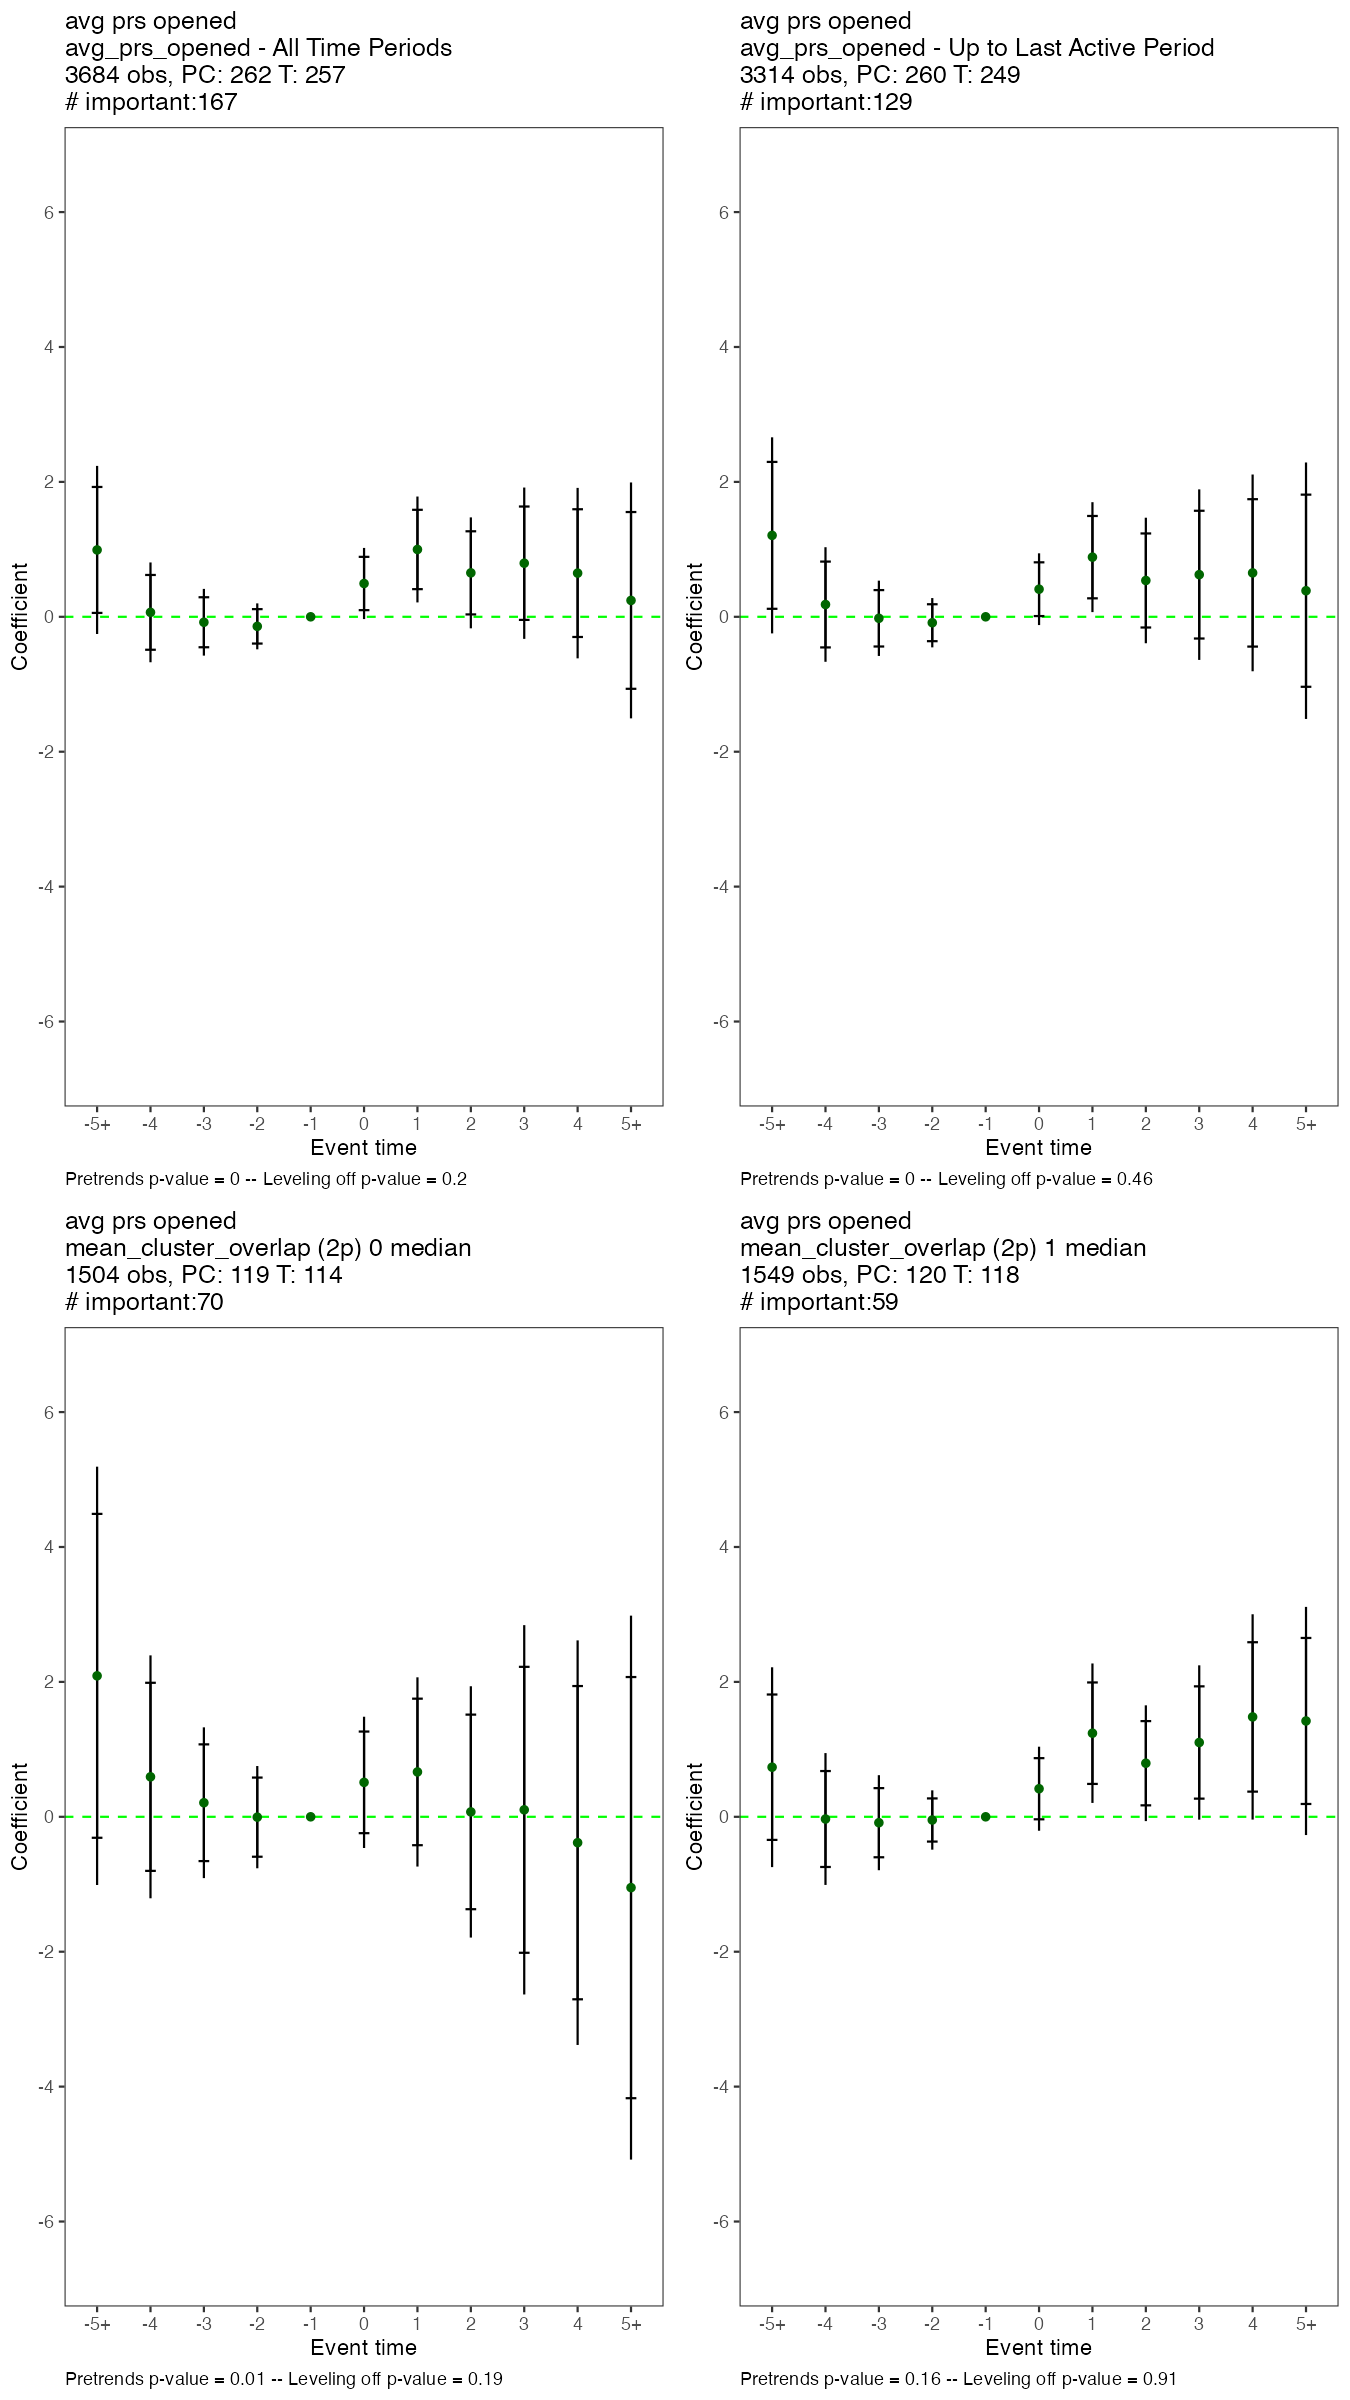 avg prs opened
avg_prs_opened - All Time Periods
3684 obs, PC: 262 T: 257
# important:167
6
4
2
0
-2
-4
-6
Coefficient
-5+ -4 -3 -2 -1 0 1 2 3 4 5+
Event time
Pretrends p-value = 0 -- Leveling off p-value = 0.2
avg prs opened
avg_prs_opened - Up to Last Active Period
3314 obs, PC: 260 T: 249
# important:129
6
4
2
0
-2
-4
-6
Coefficient
-5+ -4 -3 -2 -1 0 1 2 3 4 5+
Event time
Pretrends p-value = 0 -- Leveling off p-value = 0.46
avg prs opened
mean_cluster_overlap (2p) 0 median
1504 obs, PC: 119 T: 114
# important:70
6
4
2
0
-2
-4
-6
Coefficient
-5+ -4 -3 -2 -1 0 1 2 3 4 5+
Event time
Pretrends p-value = 0.01 -- Leveling off p-value = 0.19
avg prs opened
mean_cluster_overlap (2p) 1 median
1549 obs, PC: 120 T: 118
# important:59
6
4
2
0
-2
-4
-6
Coefficient
-5+ -4 -3 -2 -1 0 1 2 3 4 5+
Event time
Pretrends p-value = 0.16 -- Leveling off p-value = 0.91